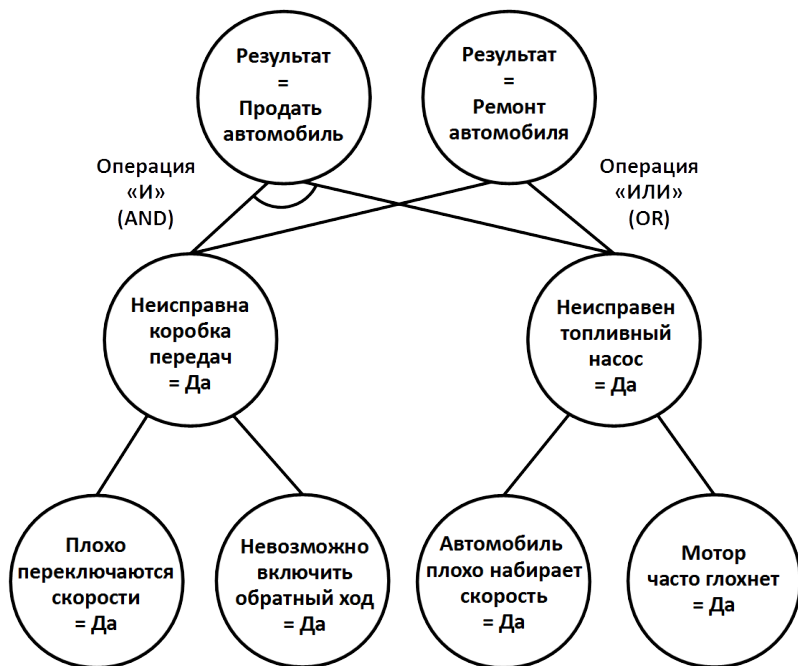 Результат
=
Продать
автомобиль
Результат
=
Ремонт
автомобиля
Операция
«И»
(AND)
Операция
«ИЛИ»
(OR)
Неисправна
коробка
передач
= Да
Неисправен
топливный
насос
= Да
Плохо
переключаются
скорости
= Да
Невозможно
включить
обратный ход
= Да
Автомобиль
плохо набирает
скорость
= Да
Мотор
часто глохнет
= Да